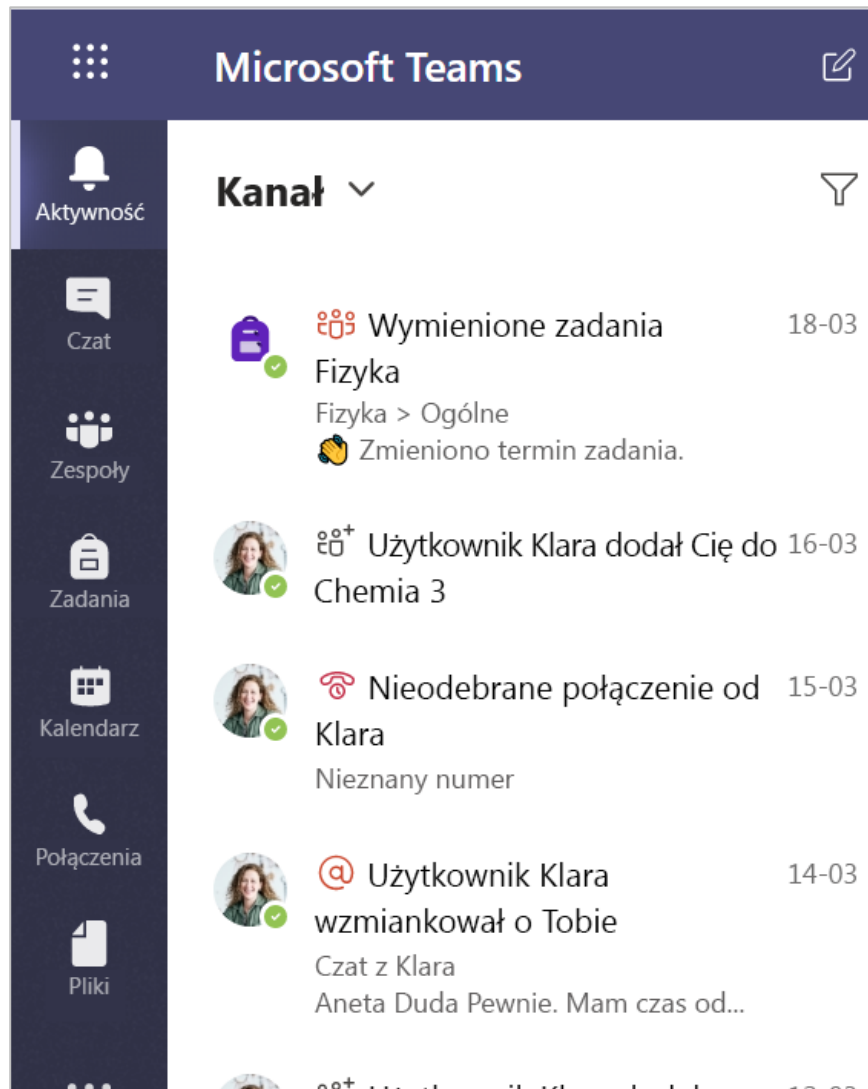 Microsoft Teams
Aktywność
Czat
Zespoły
Zadania
Kalendarz
Połączenia
Pliki
Kanał
Wymienione zadania 18-03
Fizyka
Fizyka > Ogólne
Zmieniono termin zadania.
Użytkownik Klara dodał Cię do 16-03
Chemia 3
Nieodebrane połączenie od 15-03
Klara
Nieznany numer
Użytkownik Klara 14-03
wzmiankował o Tobie
Czat z Klara
Aneta Duda Pewnie. Mam czas od...